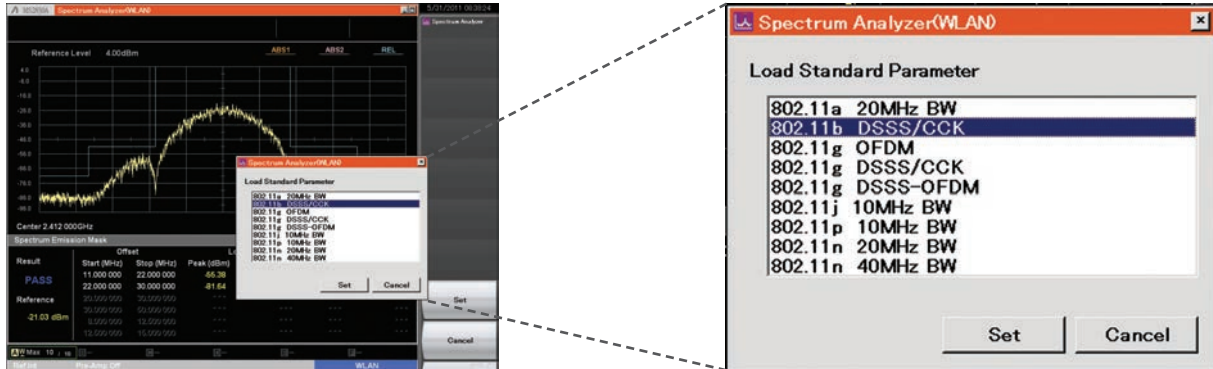 Spectrum Analyzer(WLAN)
5/21/2011 08:38:24
Spectrum Analyzer
Reference Level 4.00dBm
ABS1 ABS2 REL
Center 2.412 000GHz
Spectrum Emission Mask
Offset
Result Start (MHz) Stop (MHz) Peak (dBm)
PASS 11.000 000 22.000 000 -55.38
22.000 000 30.000 000 -81.64
Reference
-21.03 dBm
Spectrum Analyzer(WLAN)
Load Standard Parameter
802.11a 20MHz BW
802.11b DSSS/CCK
802.11g OFDM
802.11g DSSS/CCK
802.11g DSSS-OFDM
802.11j 10MHz BW
802.11p 10MHz BW
802.11n 20MHz BW
802.11n 40MHz BW
Set Cancel
Set
Cancel
Ref.Int Pre-Amp Off WLAN
Spectrum Analyzer(WLAN)
Load Standard Parameter
802.11a 20MHz BW
802.11b DSSS/CCK
802.11g OFDM
802.11g DSSS/CCK
802.11g DSSS-OFDM
802.11j 10MHz BW
802.11p 10MHz BW
802.11n 20MHz BW
802.11n 40MHz BW
Set Cancel